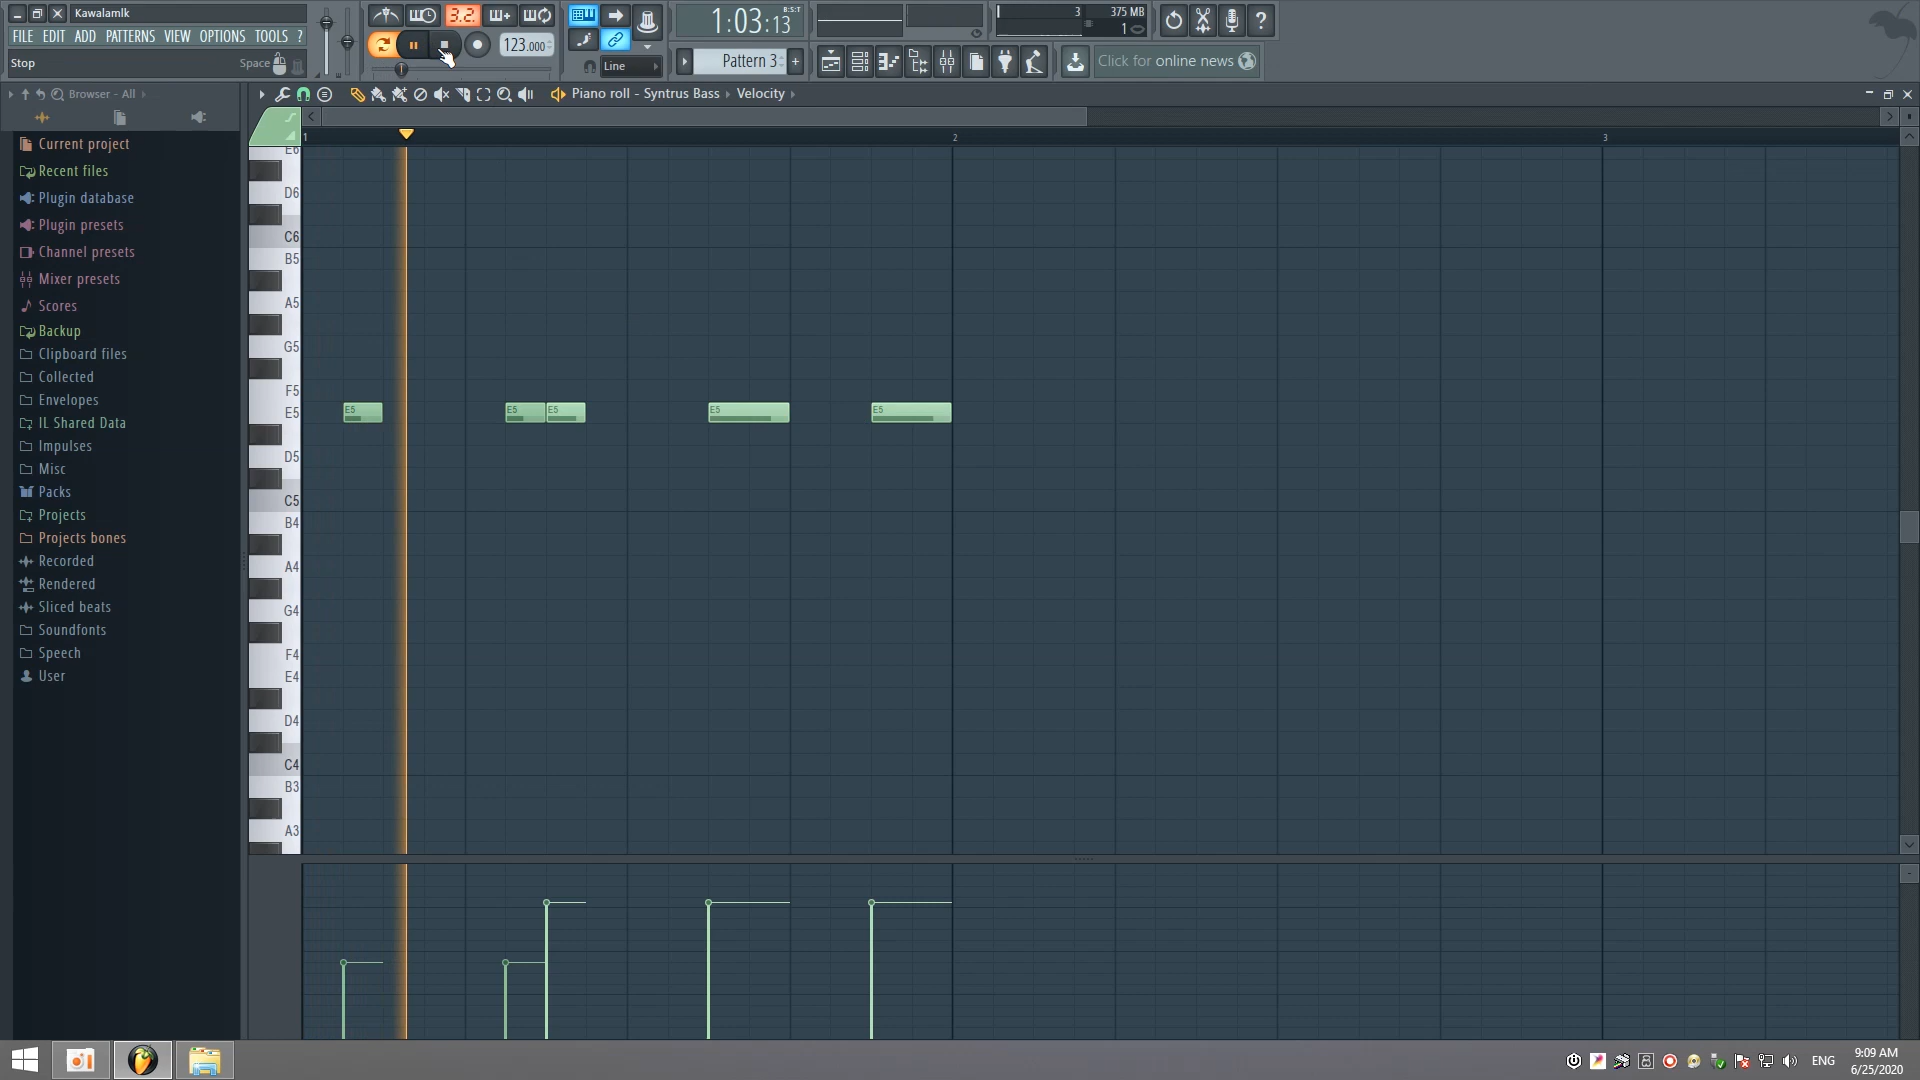 Kawalamlk
FILE EDIT ADD PATTERNS VIEW OPTIONS TOOLS ?
Stop Space
3.2
123.000
Line
1:03:13 B:S:T
Pattern 3
3 375 MB
1
Click for online news
Browser - All
Piano roll - Syntrus Bass Velocity
1 2 3
Current project
Recent files
Plugin database
Plugin presets
Channel presets
Mixer presets
Scores
Backup
Clipboard files
Collected
Envelopes
IL Shared Data
Impulses
Misc
Packs
Projects
Projects bones
Recorded
Rendered
Sliced beats
Soundfonts
Speech
User
E6
D6
C6
B5
A5
G5
F5
E5
E5 E5 E5 E5 E5
D5
C5
B4
A4
G4
F4
E4
D4
C4
B3
A3
ENG
9:09 AM
6/25/2020